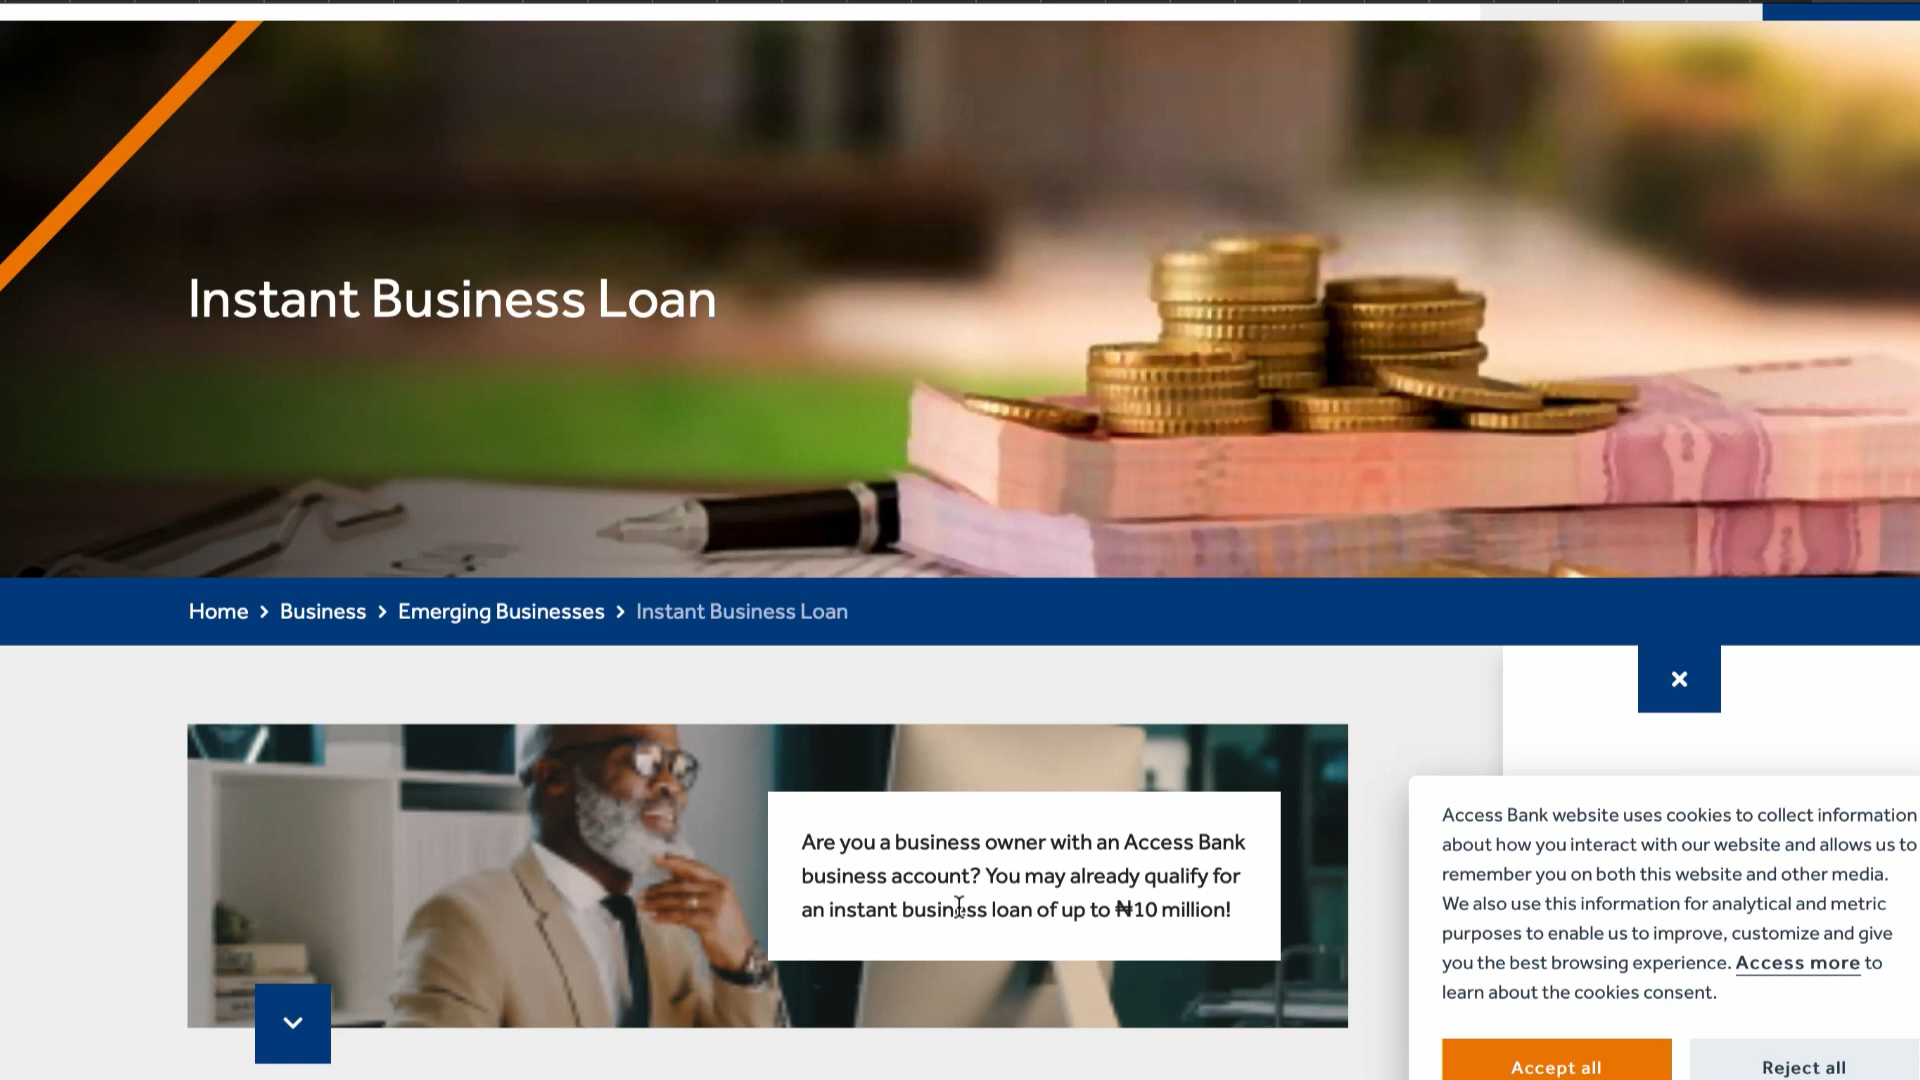 Instant Business Loan
Home > Business > Emerging Businesses > Instant Business Loan
Are you a business owner with an Access Bank
business account? You may already qualify for
an instant business loan of up to ₦10 million!
Access Bank website uses cookies to collect information
about how you interact with our website and allows us to
remember you on both this website and other media.
We also use this information for analytical and metric
purposes to enable us to improve, customize and give
you the best browsing experience. Access more to
learn about the cookies consent.
Accept all
Reject all